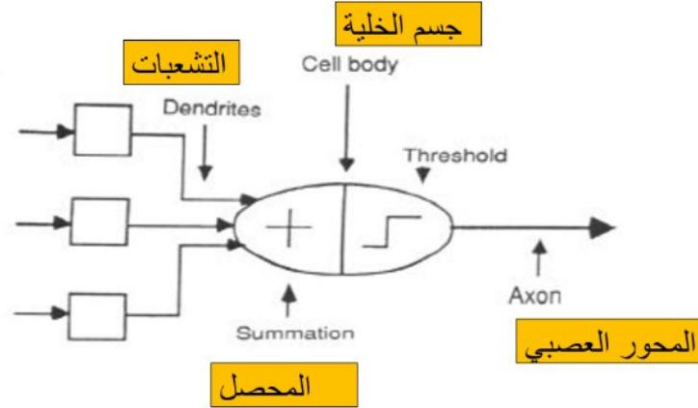 جسم الخلية
Cell body
التشعبات
Dendrites
Threshold
Axon
المحور العصبي
Summation
المحصل